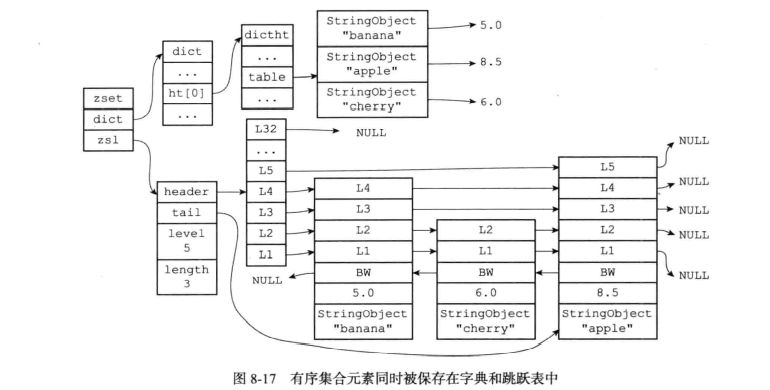 zset
dict
zsl
dict
...
ht[0]
...
dictht
...
table
...
StringObject
"banana"
StringObject
"apple"
StringObject
"cherry"
5.0
8.5
6.0
header
tail
level
5
length
3
L32
...
L5
L4
L3
L2
L1
NULL
NULL
L4
L3
L2
L1
BW
5.0
StringObject
"banana"
L2
L1
BW
6.0
StringObject
"cherry"
L5
L4
L3
L2
L1
BW
8.5
StringObject
"apple"
NULL
NULL
NULL
NULL
NULL
图 8-17 有序集合元素同时被保存在字典和跳跃表中